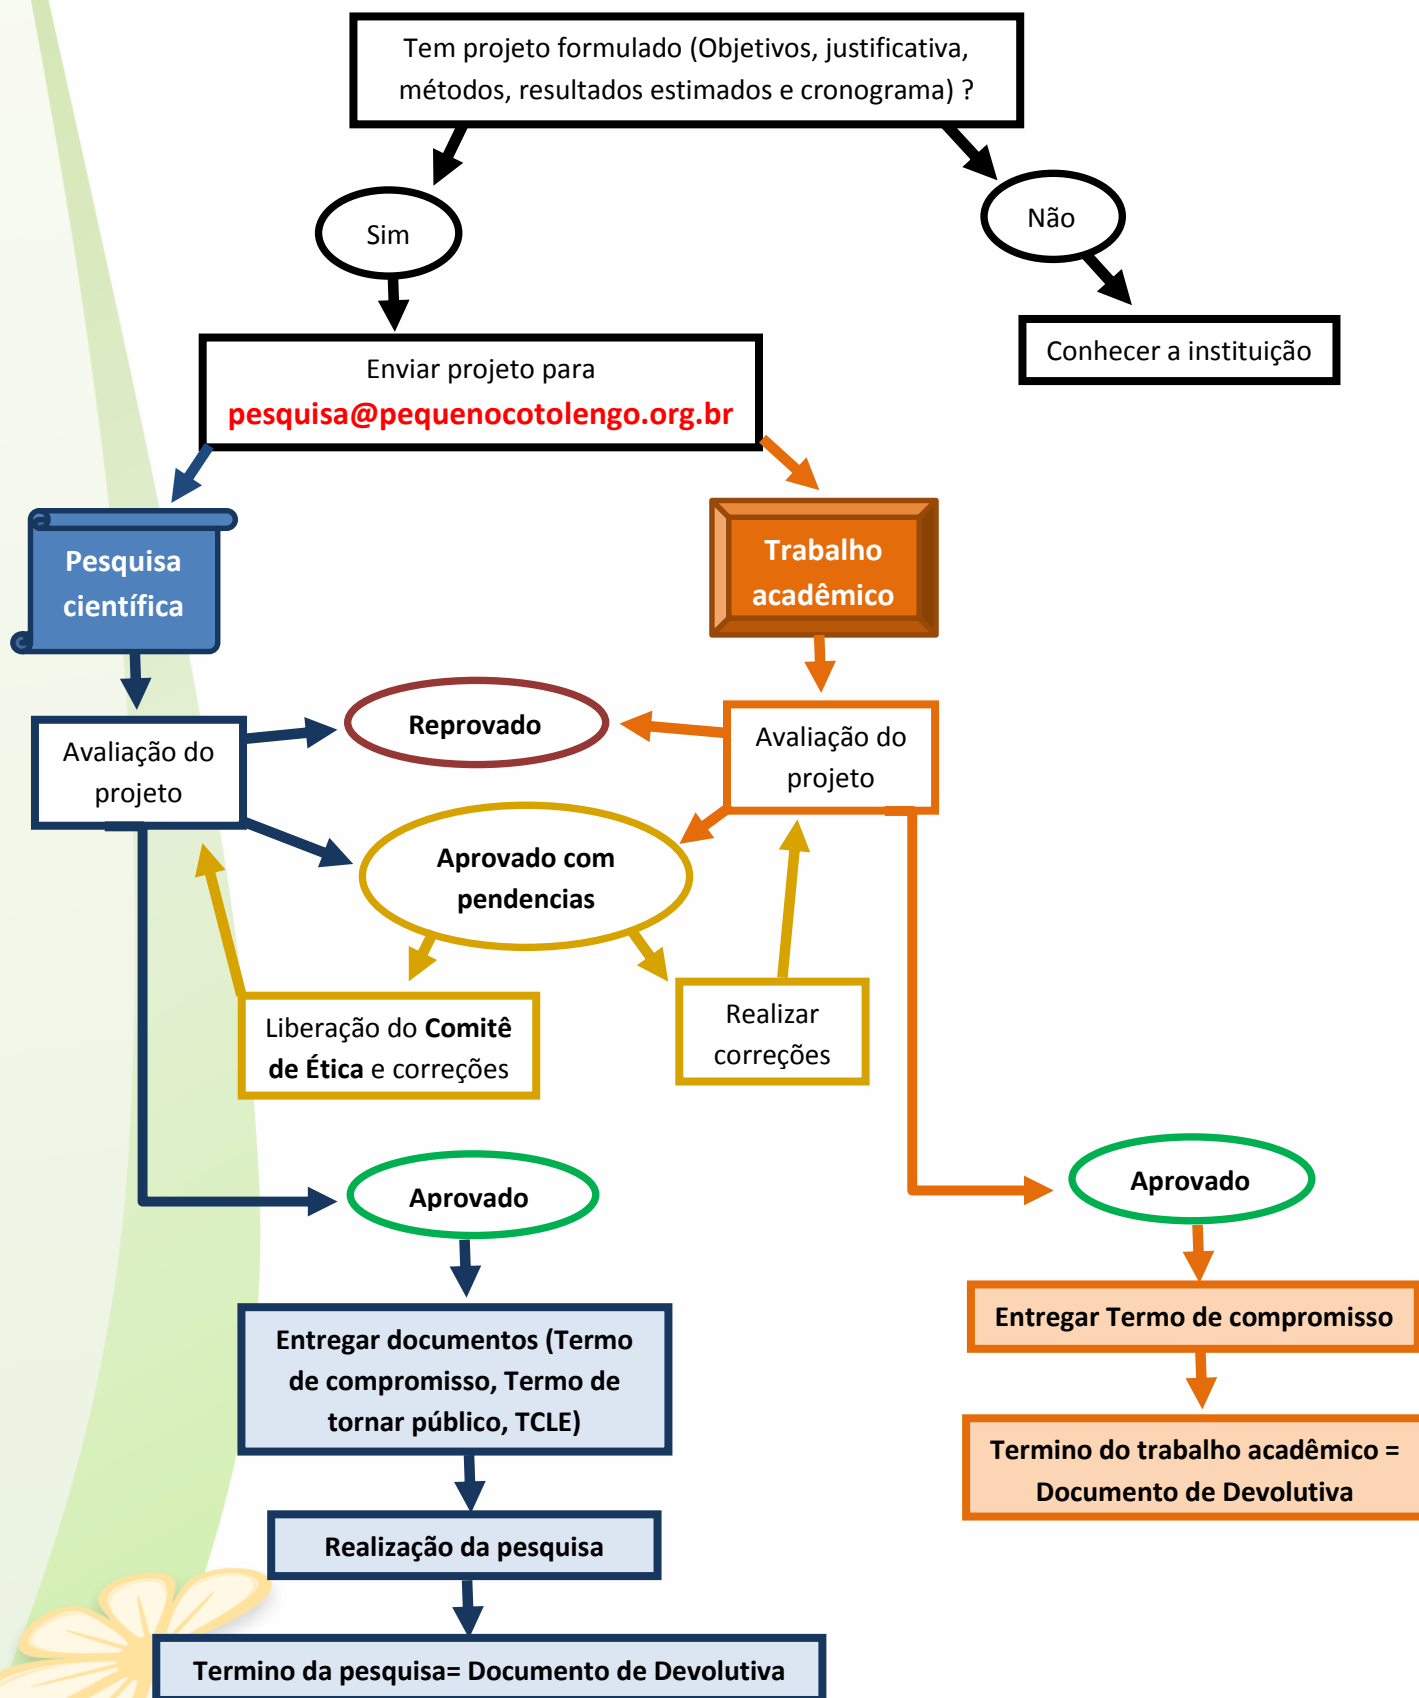 Tem projeto formulado (Objetivos, justificativa,
métodos, resultados estimados e cronograma) ?
Sim
Não
Enviar projeto para
pesquisa@pequenocotolengo.org.br
Conhecer a instituição
Pesquisa
científica
Trabalho
acadêmico
Avaliação do
projeto
Reprovado
Avaliação do
projeto
Aprovado com
pendencias
Liberação do Comitê
de Ética e correções
Realizar
correções
Aprovado
Aprovado
Entregar documentos (Termo
de compromisso, Termo de
tornar público, TCLE)
Entregar Termo de compromisso
Termino do trabalho acadêmico =
Documento de Devolutiva
Realização da pesquisa
Termino da pesquisa= Documento de Devolutiva